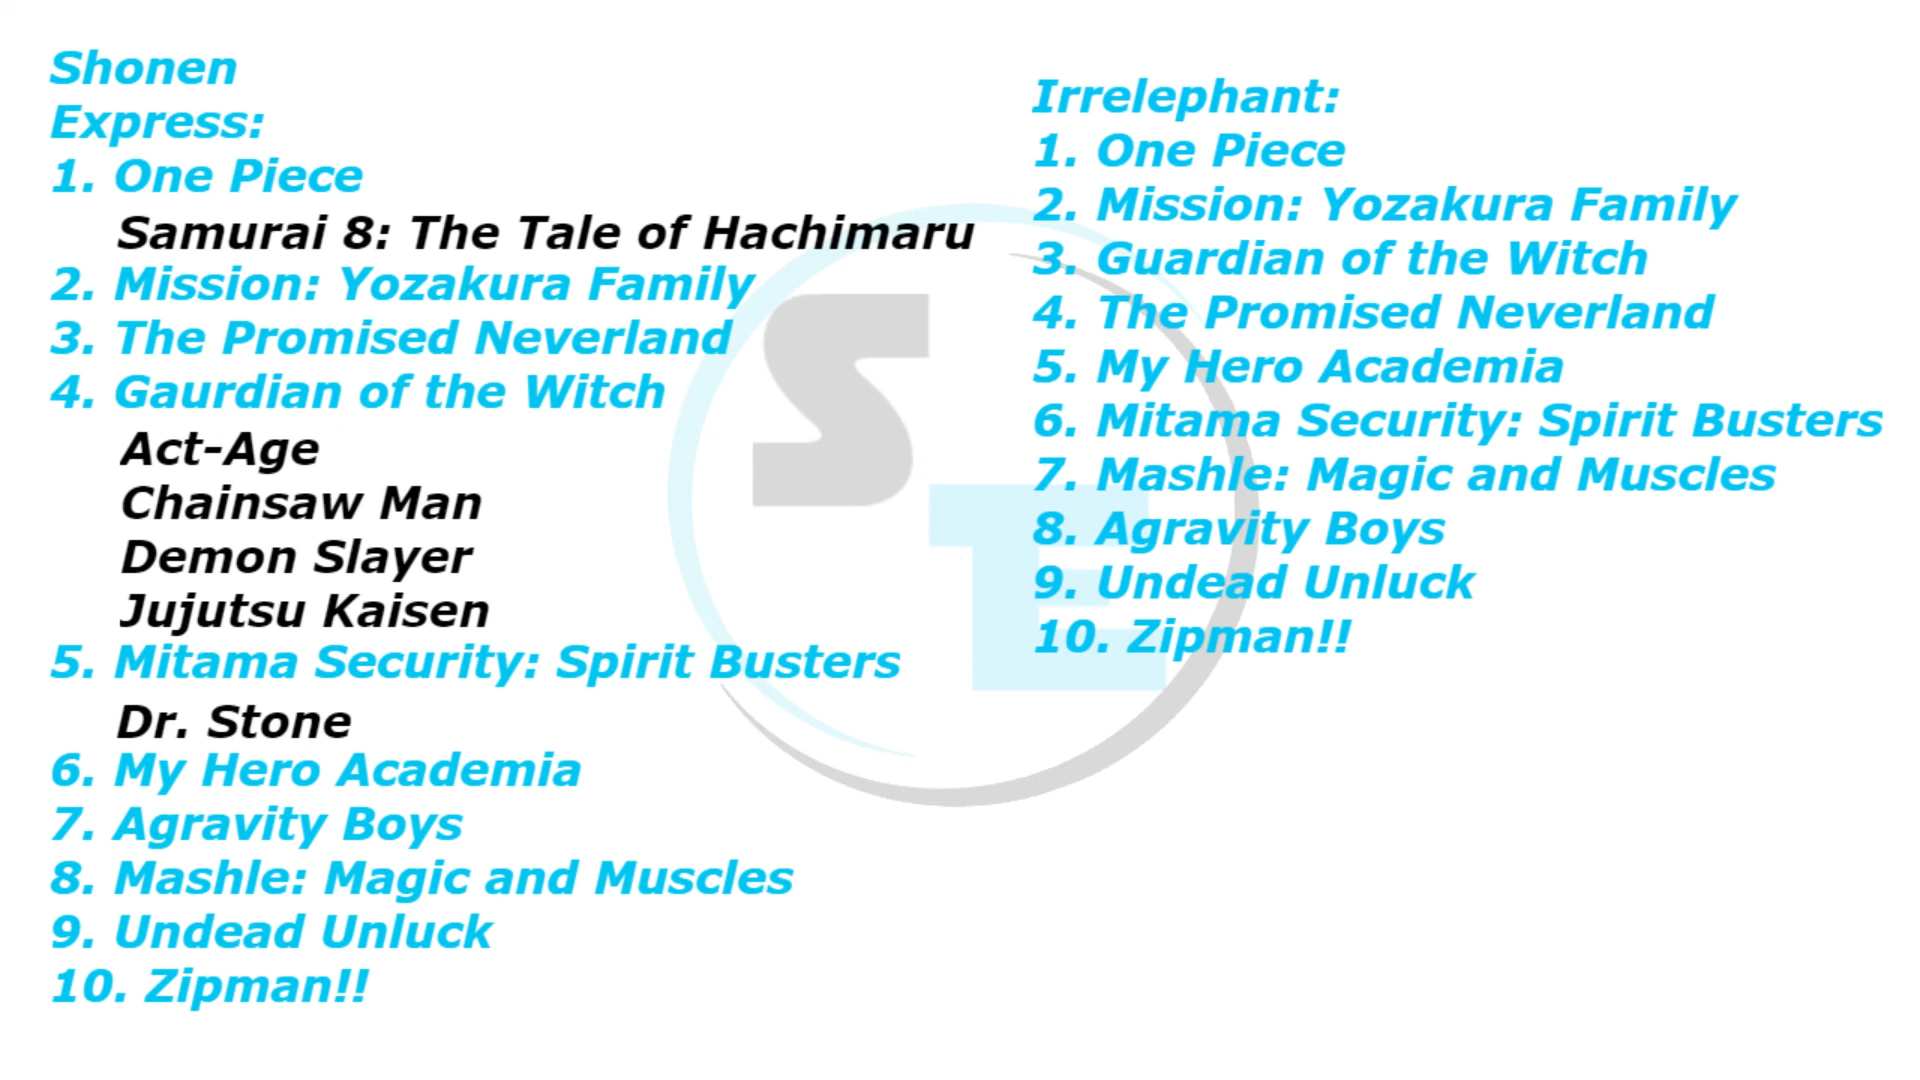 Shonen
Express:
1. One Piece
Samurai 8: The Tale of Hachimaru
2. Mission: Yozakura Family
3. The Promised Neverland
4. Gaurdian of the Witch
Act-Age
Chainsaw Man
Demon Slayer
Jujutsu Kaisen
5. Mitama Security: Spirit Busters
Dr. Stone
6. My Hero Academia
7. Agravity Boys
8. Mashle: Magic and Muscles
9. Undead Unluck
10. Zipman!!
Irrelephant:
1. One Piece
2. Mission: Yozakura Family
3. Guardian of the Witch
4. The Promised Neverland
5. My Hero Academia
6. Mitama Security: Spirit Busters
7. Mashle: Magic and Muscles
8. Agravity Boys
9. Undead Unluck
10. Zipman!!
SE